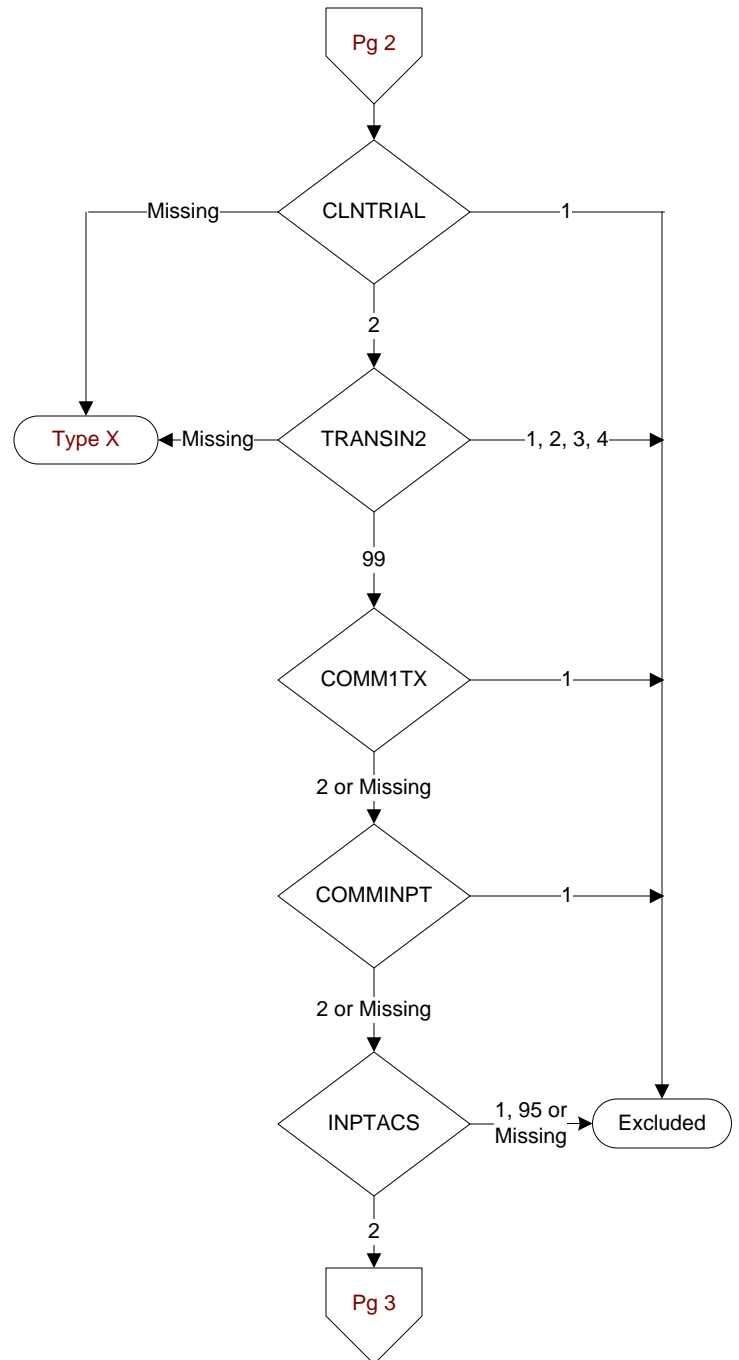 Pg 2
CLNTRIAL
Missing
1
2
Type X
Missing
TRANSIN2
1, 2, 3, 4
99
COMM1TX
1
2 or Missing
COMMINPT
1
2 or Missing
INPTACS
1, 95 or
Missing
Excluded
2
Pg 3